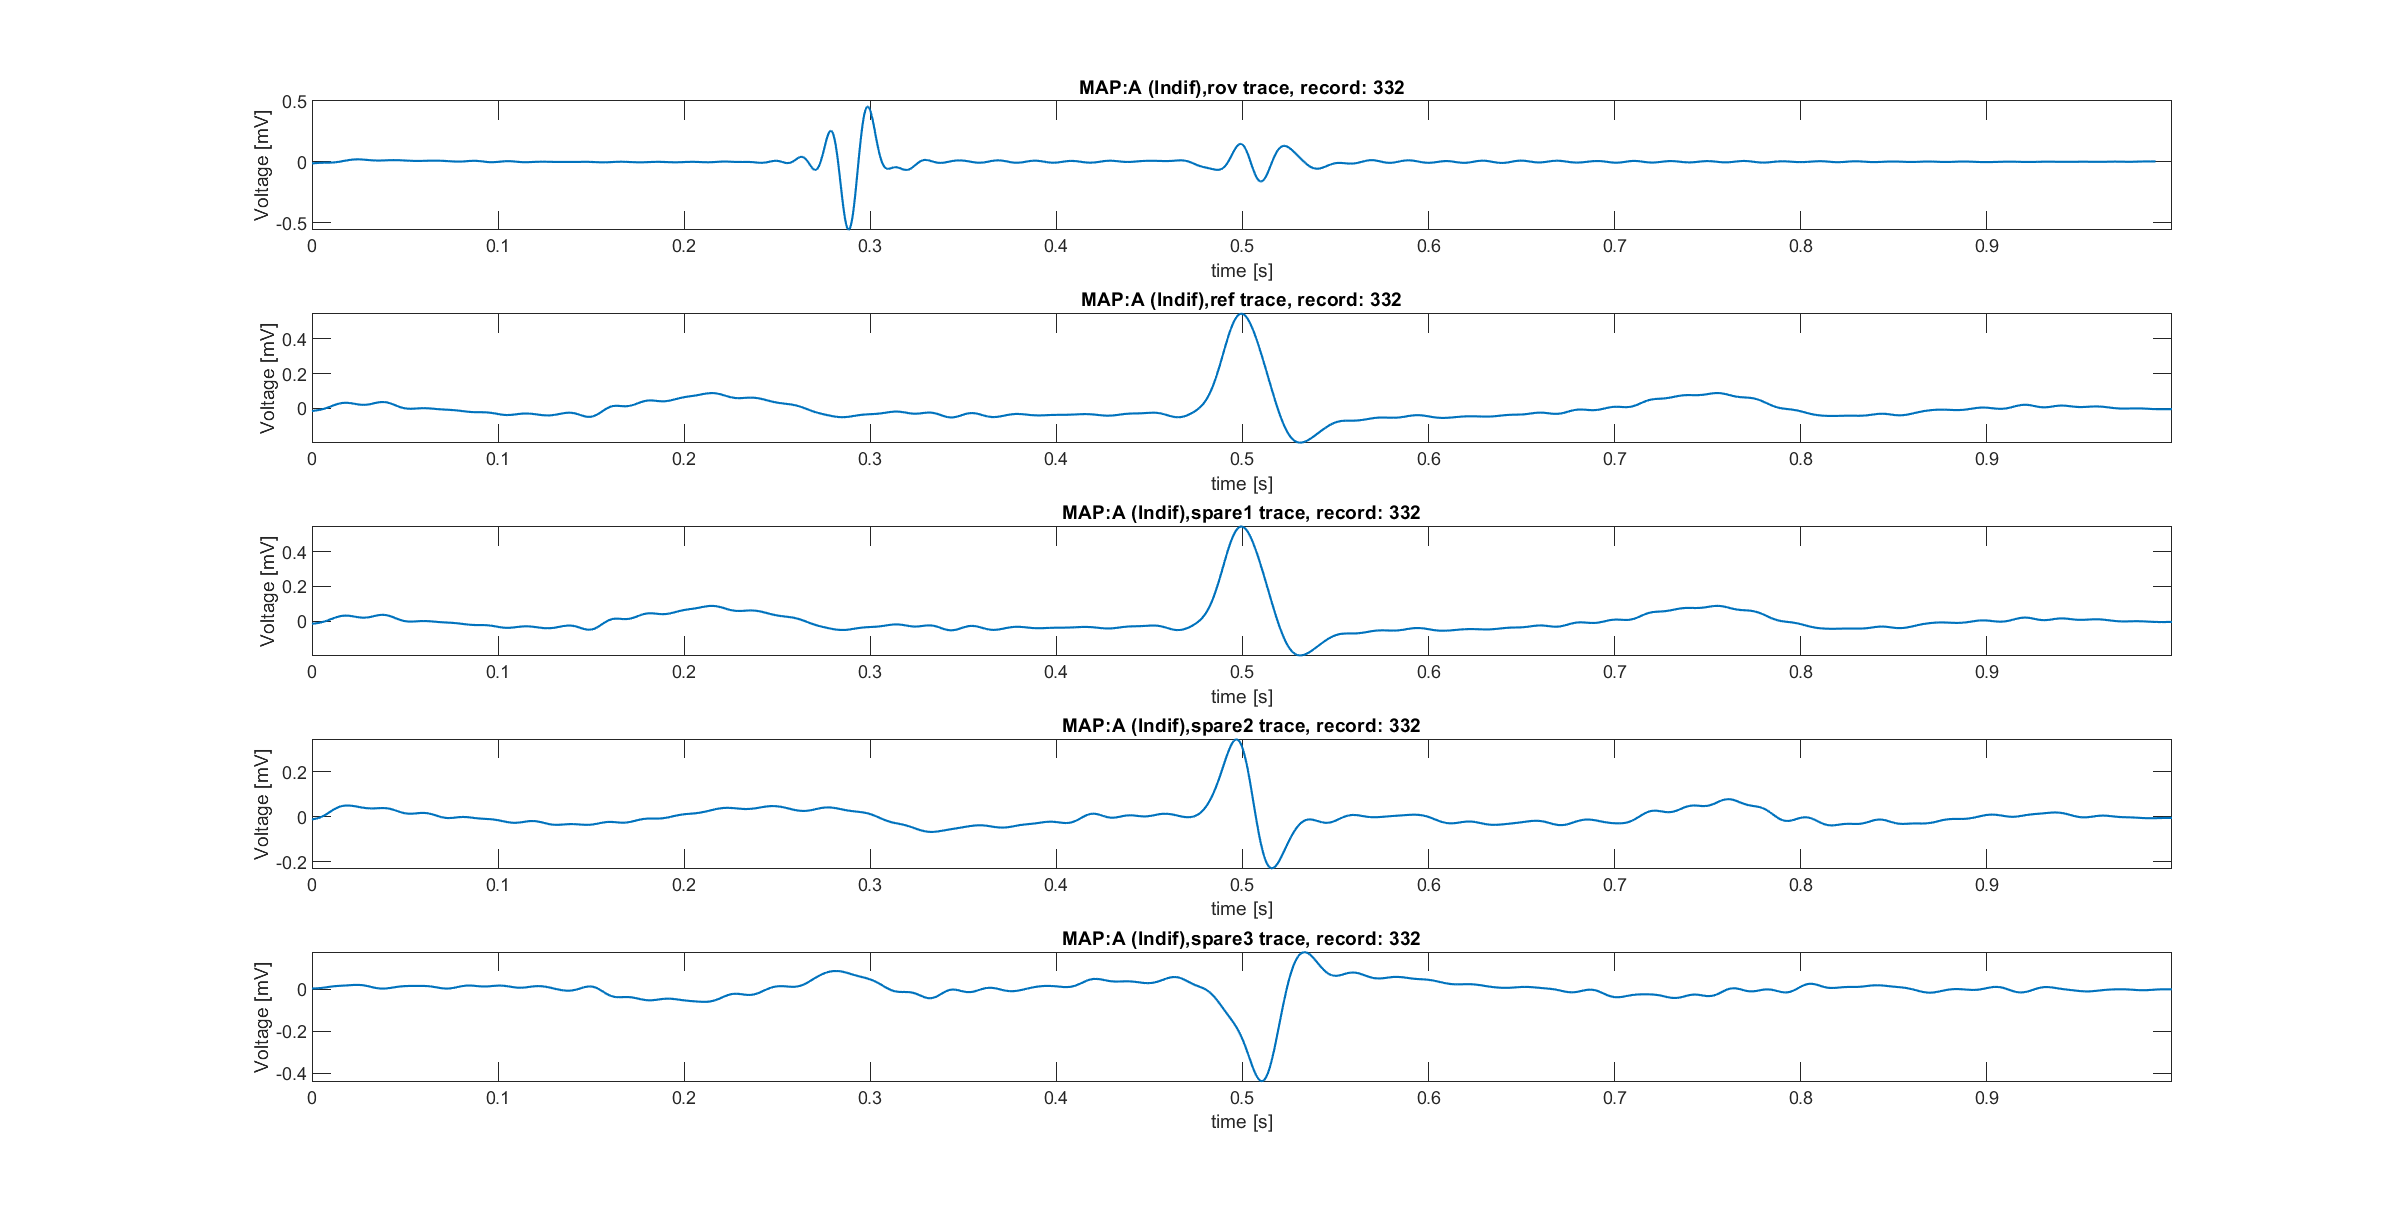 MAP:A (Indif),rov trace, record: 332
Voltage [mV]
0.5
0
-0.5
0 0.1 0.2 0.3 0.4 0.5 0.6 0.7 0.8 0.9
time [s]
MAP:A (Indif),ref trace, record: 332
Voltage [mV]
0.4
0.2
0
0 0.1 0.2 0.3 0.4 0.5 0.6 0.7 0.8 0.9
time [s]
MAP:A (Indif),spare1 trace, record: 332
Voltage [mV]
0.4
0.2
0
0 0.1 0.2 0.3 0.4 0.5 0.6 0.7 0.8 0.9
time [s]
MAP:A (Indif),spare2 trace, record: 332
Voltage [mV]
0.2
0
-0.2
0 0.1 0.2 0.3 0.4 0.5 0.6 0.7 0.8 0.9
time [s]
MAP:A (Indif),spare3 trace, record: 332
Voltage [mV]
0
-0.2
-0.4
0 0.1 0.2 0.3 0.4 0.5 0.6 0.7 0.8 0.9
time [s]